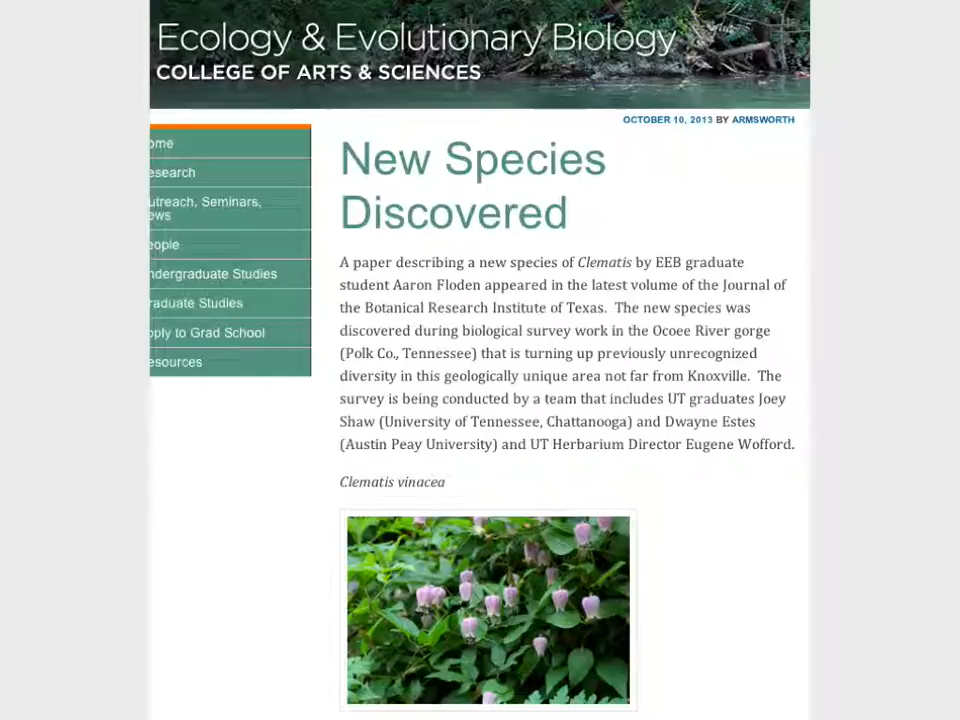 Ecology & Evolutionary Biology
COLLEGE OF ARTS & SCIENCES
OCTOBER 10, 2013 BY ARMSWORTH
ome
esearch
utreach, Seminars,
ews
eople
ndergraduate Studies
raduate Studies
pply to Grad School
esources
New Species
Discovered
A paper describing a new species of Clematis by EEB graduate
student Aaron Floden appeared in the latest volume of the Journal of
the Botanical Research Institute of Texas. The new species was
discovered during biological survey work in the Ocoee River gorge
(Polk Co., Tennessee) that is turning up previously unrecognized
diversity in this geologically unique area not far from Knoxville. The
survey is being conducted by a team that includes UT graduates Joey
Shaw (University of Tennessee, Chattanooga) and Dwayne Estes
(Austin Peay University) and UT Herbarium Director Eugene Wofford.
Clematis vinacea